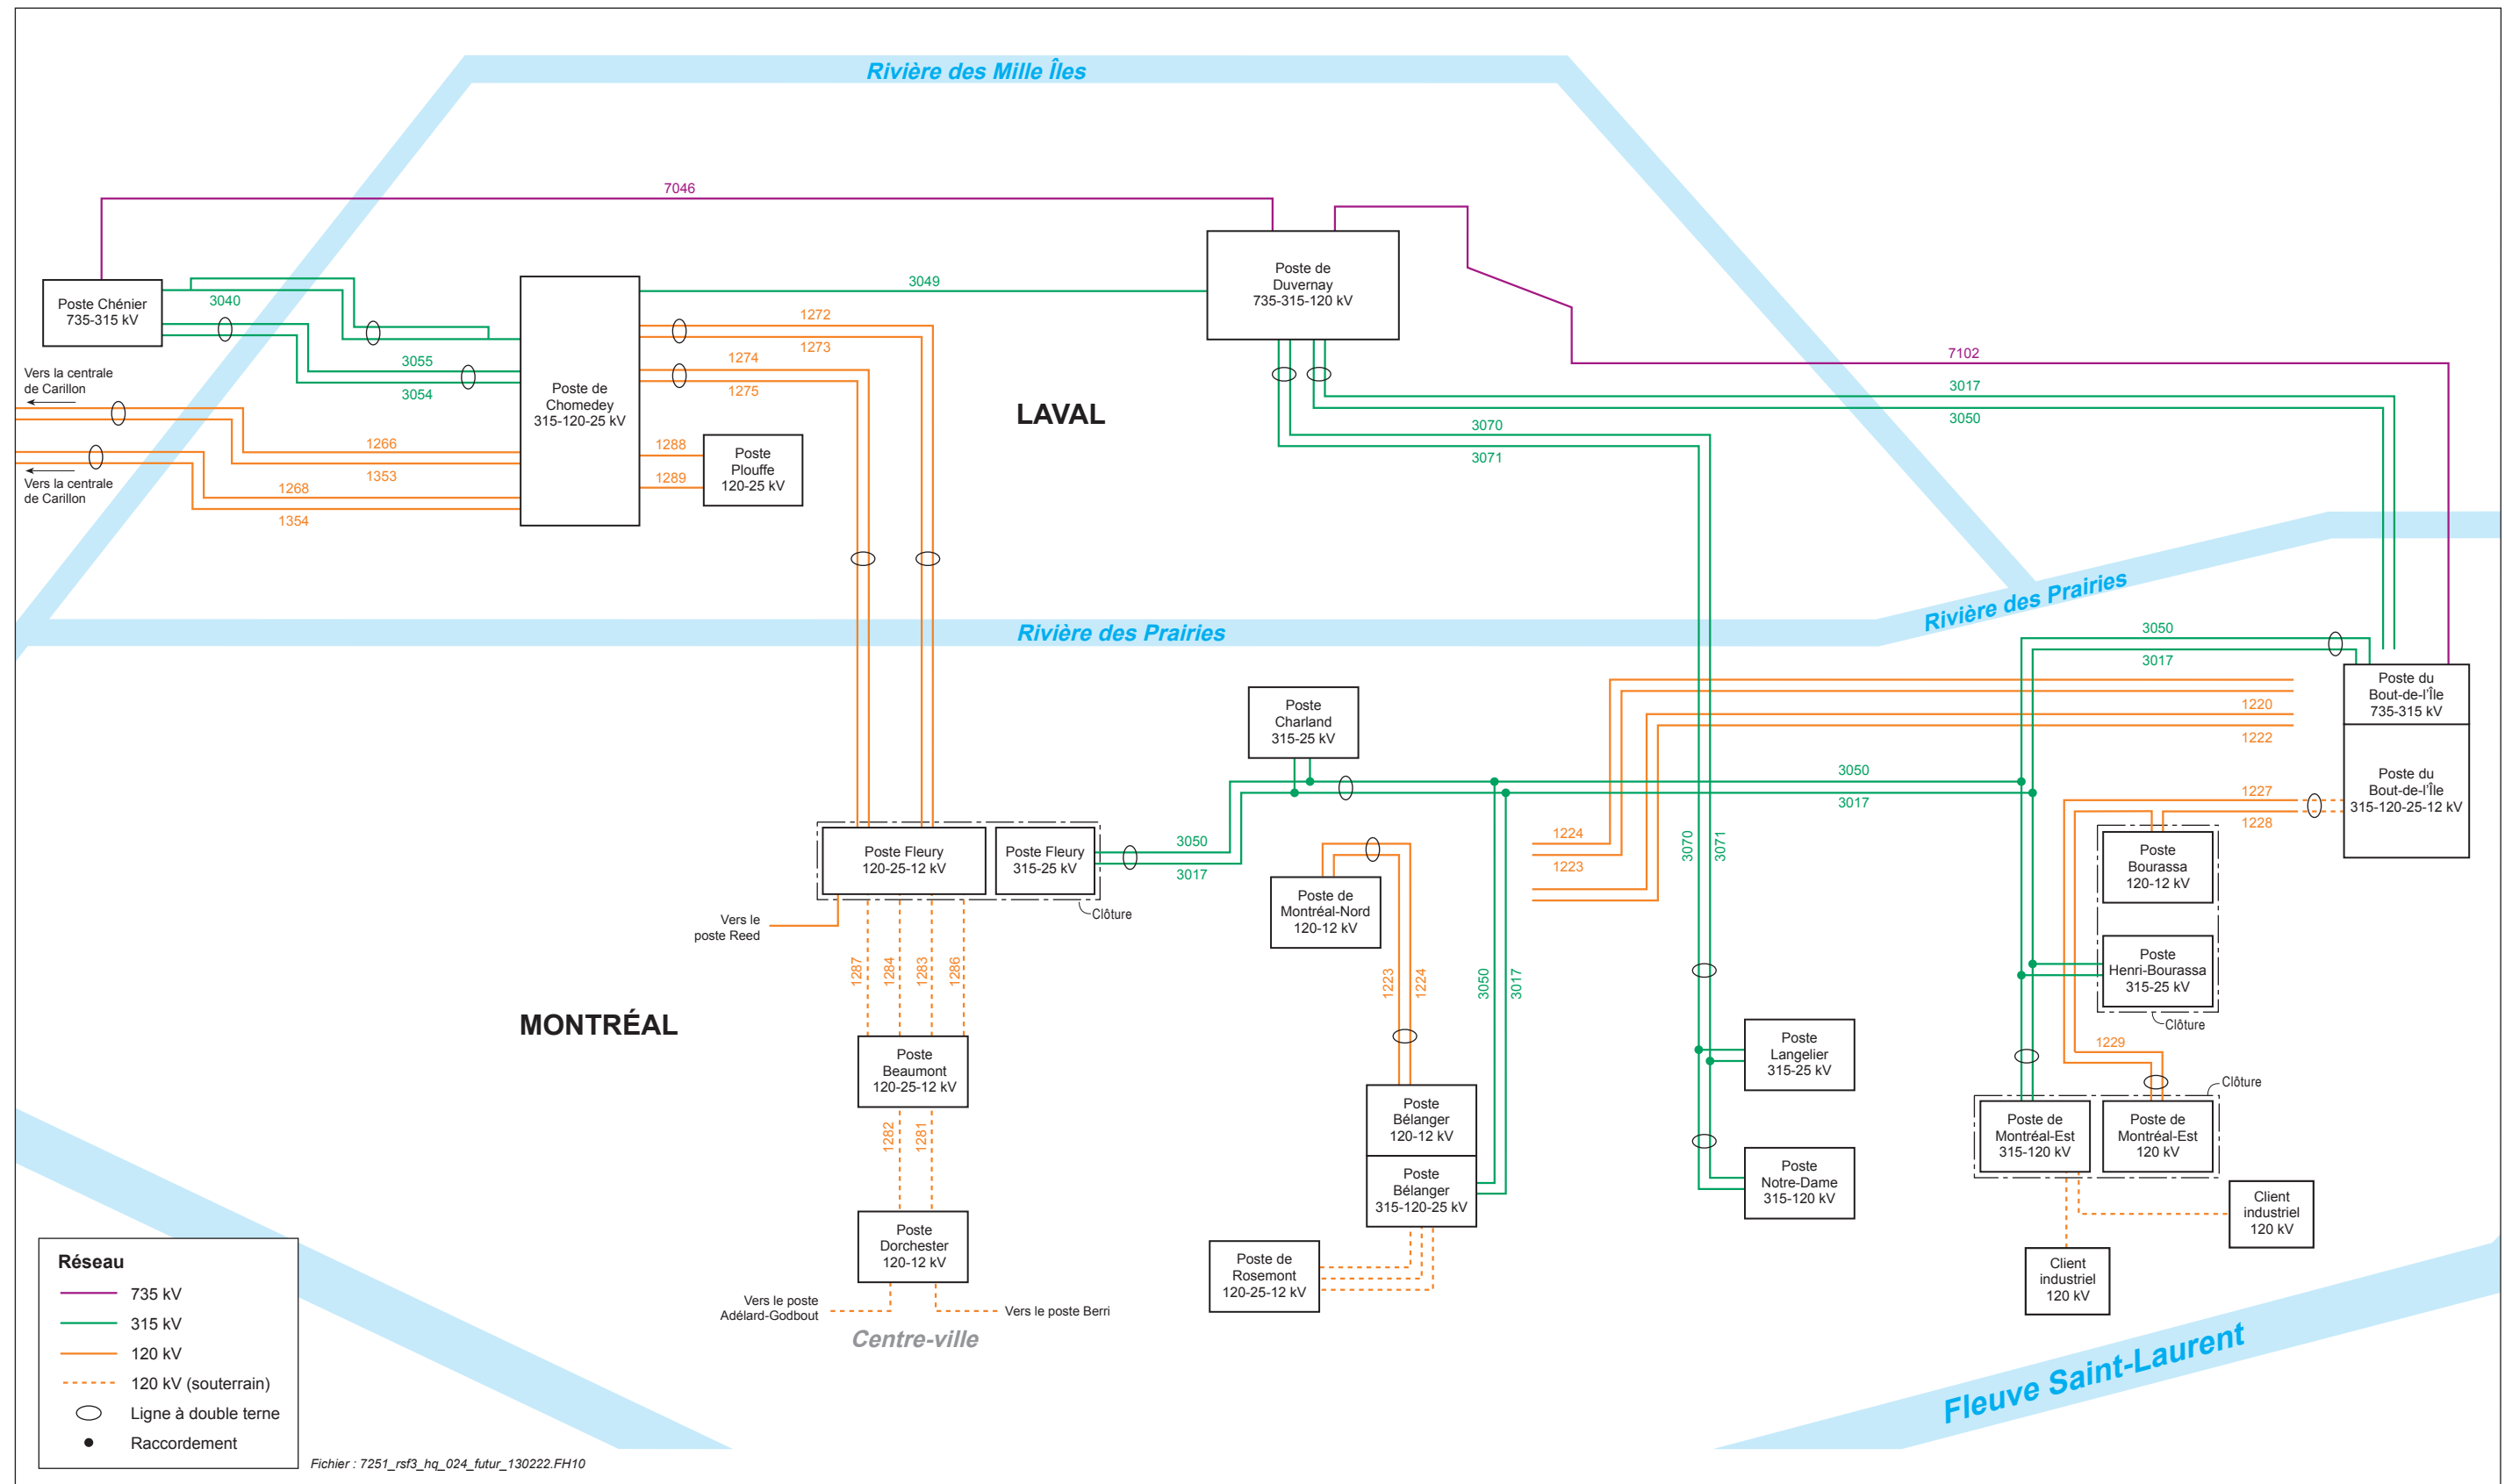 Rivière des Mille Îles
7046
Poste Chénier
735-315 kV
3040
3055
3054
Vers la centrale
de Carillon
Vers la centrale
de Carillon
1266
1353
1268
1354
Poste de
Chomedey
315-120-25 kV
3049
1272
1273
1274
1275
1288
1289
Poste
Plouffe
120-25 kV
Poste de
Duvernay
735-315-120 kV
LAVAL
7102
3017
3050
3070
3071
Rivière des Prairies
Rivière des Prairies
3050
3017
Poste du
Bout-de-l'Île
735-315 kV
Poste du
Bout-de-l'Île
315-120-25-12 kV
1220
1222
1227
1228
Poste
Charland
315-25 kV
3050
3017
Poste Fleury
120-25-12 kV
Poste Fleury
315-25 kV
Clôture
3050
3017
Vers le
poste Reed
1287
1284
1283
1286
Poste de
Montréal-Nord
120-12 kV
1224
1223
1223
1224
3050
3017
3070
3071
Poste
Bourassa
120-12 kV
Poste
Henri-Bourassa
315-25 kV
Clôture
MONTRÉAL
Poste
Beaumont
120-25-12 kV
1282
1281
Poste
Dorchester
120-12 kV
Vers le poste
Adélard-Godbout
Vers le poste Berri
Centre-ville
Poste
Bélanger
120-12 kV
Poste
Bélanger
315-120-25 kV
Poste de
Rosemont
120-25-12 kV
Poste
Langelier
315-25 kV
Poste
Notre-Dame
315-120 kV
1229
Clôture
Poste de
Montréal-Est
315-120 kV
Poste de
Montréal-Est
120 kV
Client
industriel
120 kV
Client
industriel
120 kV
Fleuve Saint-Laurent
Réseau
735 kV
315 kV
120 kV
120 kV (souterrain)
Ligne à double terne
Raccordement
Fichier : 7251_rsf3_hq_024_futur_130222.FH10